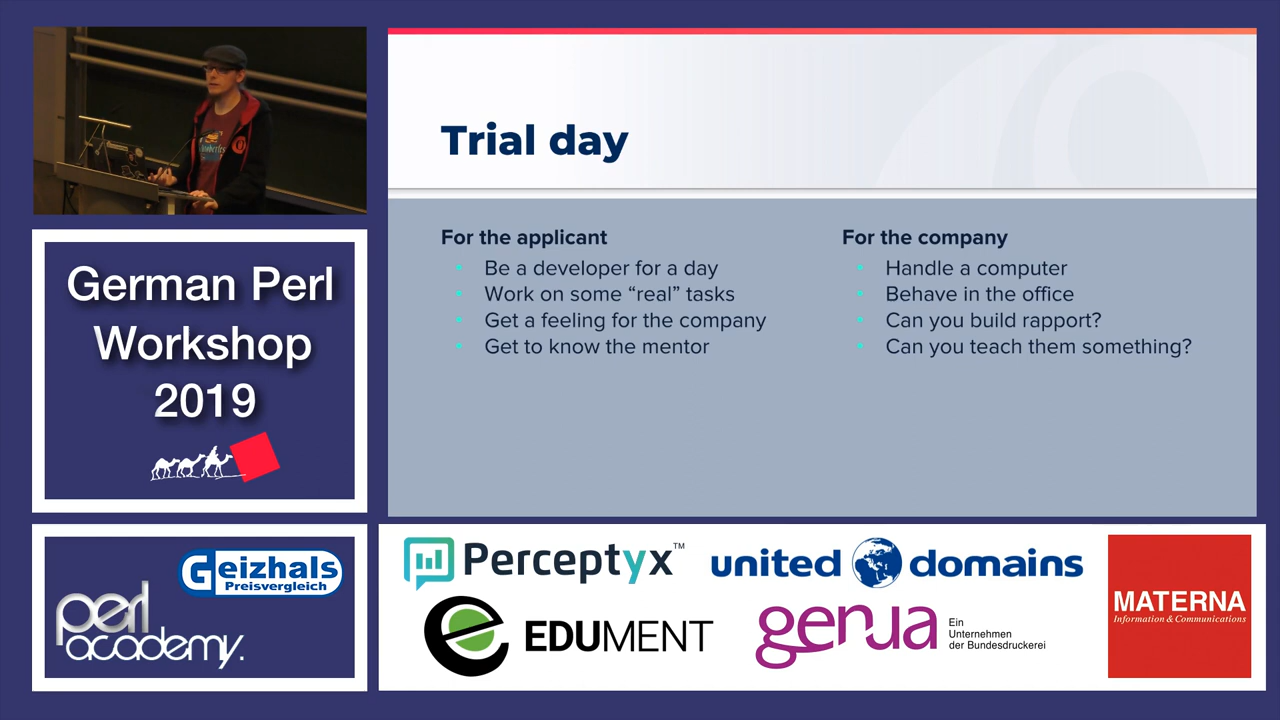 Trial day
For the applicant
Be a developer for a day
Work on some “real” tasks
Get a feeling for the company
Get to know the mentor
For the company
Handle a computer
Behave in the office
Can you build rapport?
Can you teach them something?
German Perl
Workshop
2019
Geizhals
Preisvergleich
perl
academy.
Perceptyx™
united domains
EDUMENT
genua
Ein
Unternehmen
der Bundesdruckerei
MATERNA
Information & Communications